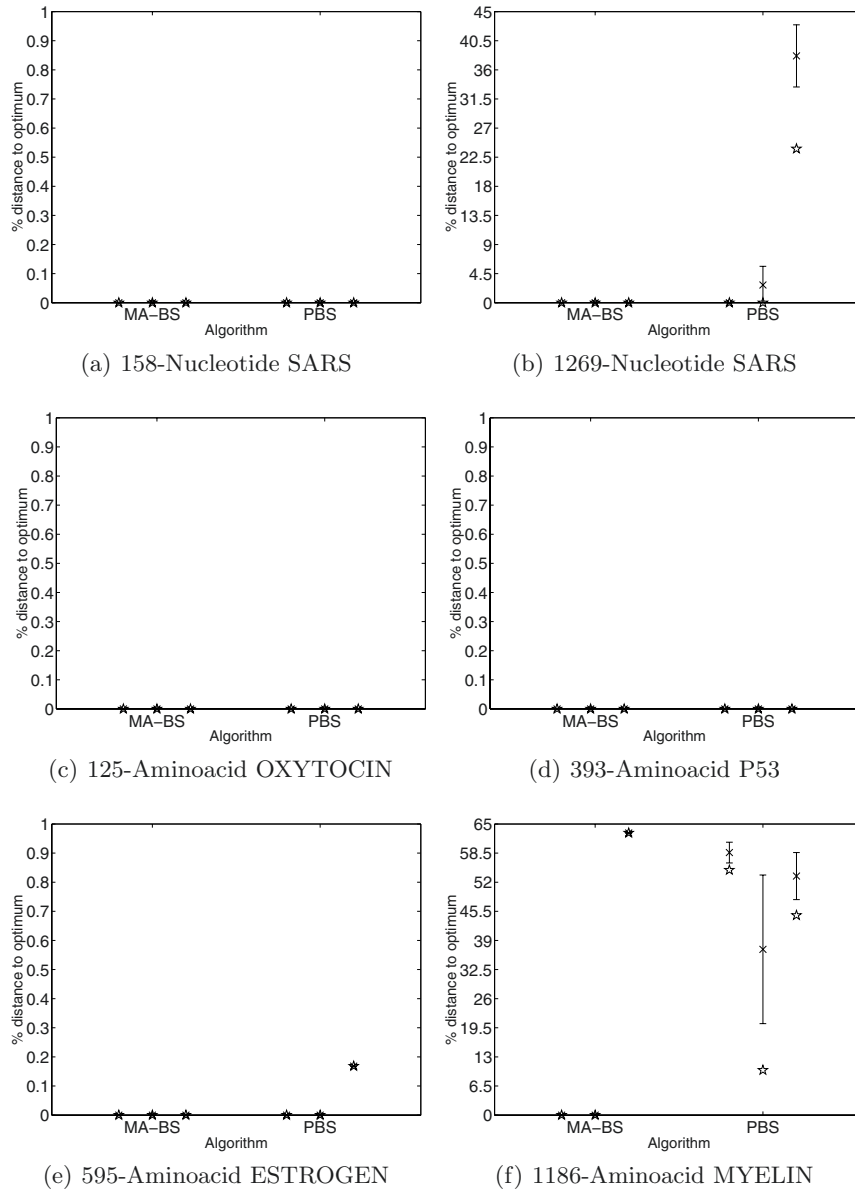 1
0.9
0.8
0.7
0.6
0.5
0.4
0.3
0.2
0.1
0
% distance to optimum
MA−BS PBS
Algorithm
(a) 158-Nucleotide SARS
45
40.5
36
31.5
27
22.5
18
13.5
9
4.5
0
% distance to optimum
MA−BS PBS
Algorithm
(b) 1269-Nucleotide SARS
1
0.9
0.8
0.7
0.6
0.5
0.4
0.3
0.2
0.1
0
% distance to optimum
MA−BS PBS
Algorithm
(c) 125-Aminoacid OXYTOCIN
1
0.9
0.8
0.7
0.6
0.5
0.4
0.3
0.2
0.1
0
% distance to optimum
MA−BS PBS
Algorithm
(d) 393-Aminoacid P53
1
0.9
0.8
0.7
0.6
0.5
0.4
0.3
0.2
0.1
0
% distance to optimum
MA−BS PBS
Algorithm
(e) 595-Aminoacid ESTROGEN
65
58.5
52
45.5
39
32.5
26
19.5
13
6.5
0
% distance to optimum
MA−BS PBS
Algorithm
(f) 1186-Aminoacid MYELIN